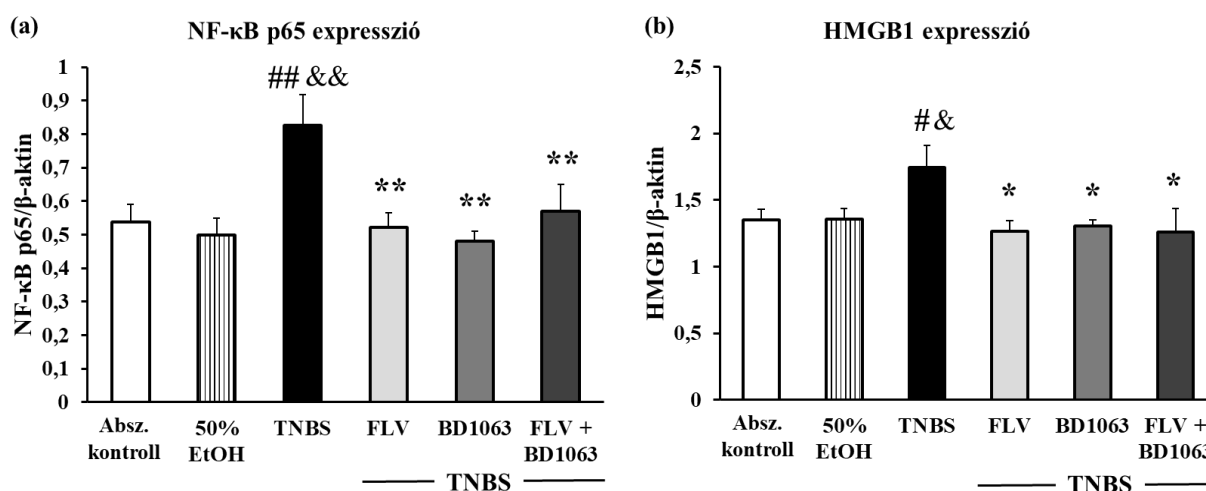 (a)
NF-κB p65 expresszió
NF-κB p65/β-aktin
1
0,9
0,8
0,7
0,6
0,5
0,4
0,3
0,2
0,1
0
## &&
**
**
**
Absz.
kontroll
50%
EtOH
TNBS
FLV
BD1063
FLV +
BD1063
TNBS
(b)
HMGB1 expresszió
HMGB1/β-aktin
2,5
2
1,5
1
0,5
0
# &
*
*
*
Absz.
kontroll
50%
EtOH
TNBS
FLV
BD1063
FLV +
BD1063
TNBS